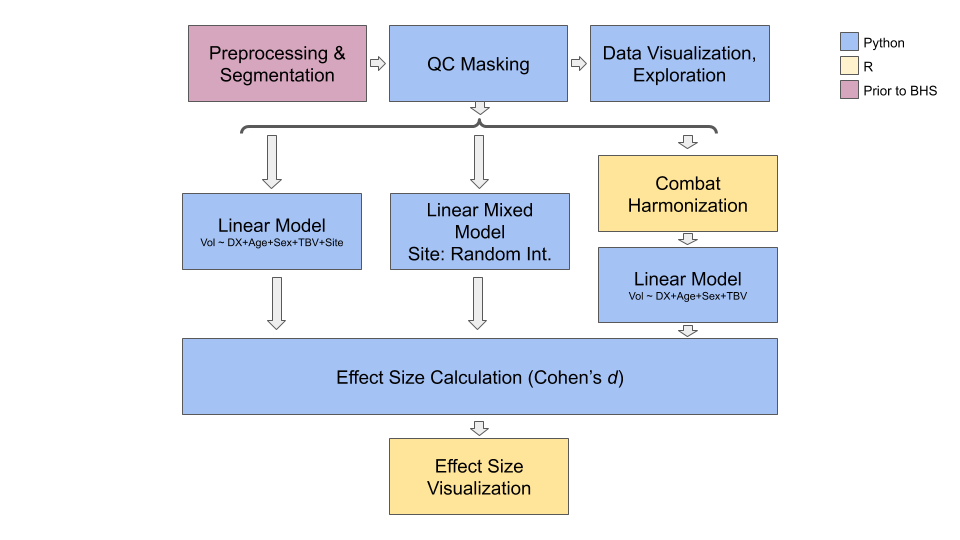 Preprocessing &
Segmentation
QC Masking
Data Visualization,
Exploration
Python
R
Prior to BHS
Combat
Harmonization
Linear Model
Vol ~ DX+Age+Sex+TBV+Site
Linear Mixed
Model
Site: Random Int.
Linear Model
Vol ~ DX+Age+Sex+TBV
Effect Size Calculation (Cohen’s d)
Effect Size
Visualization